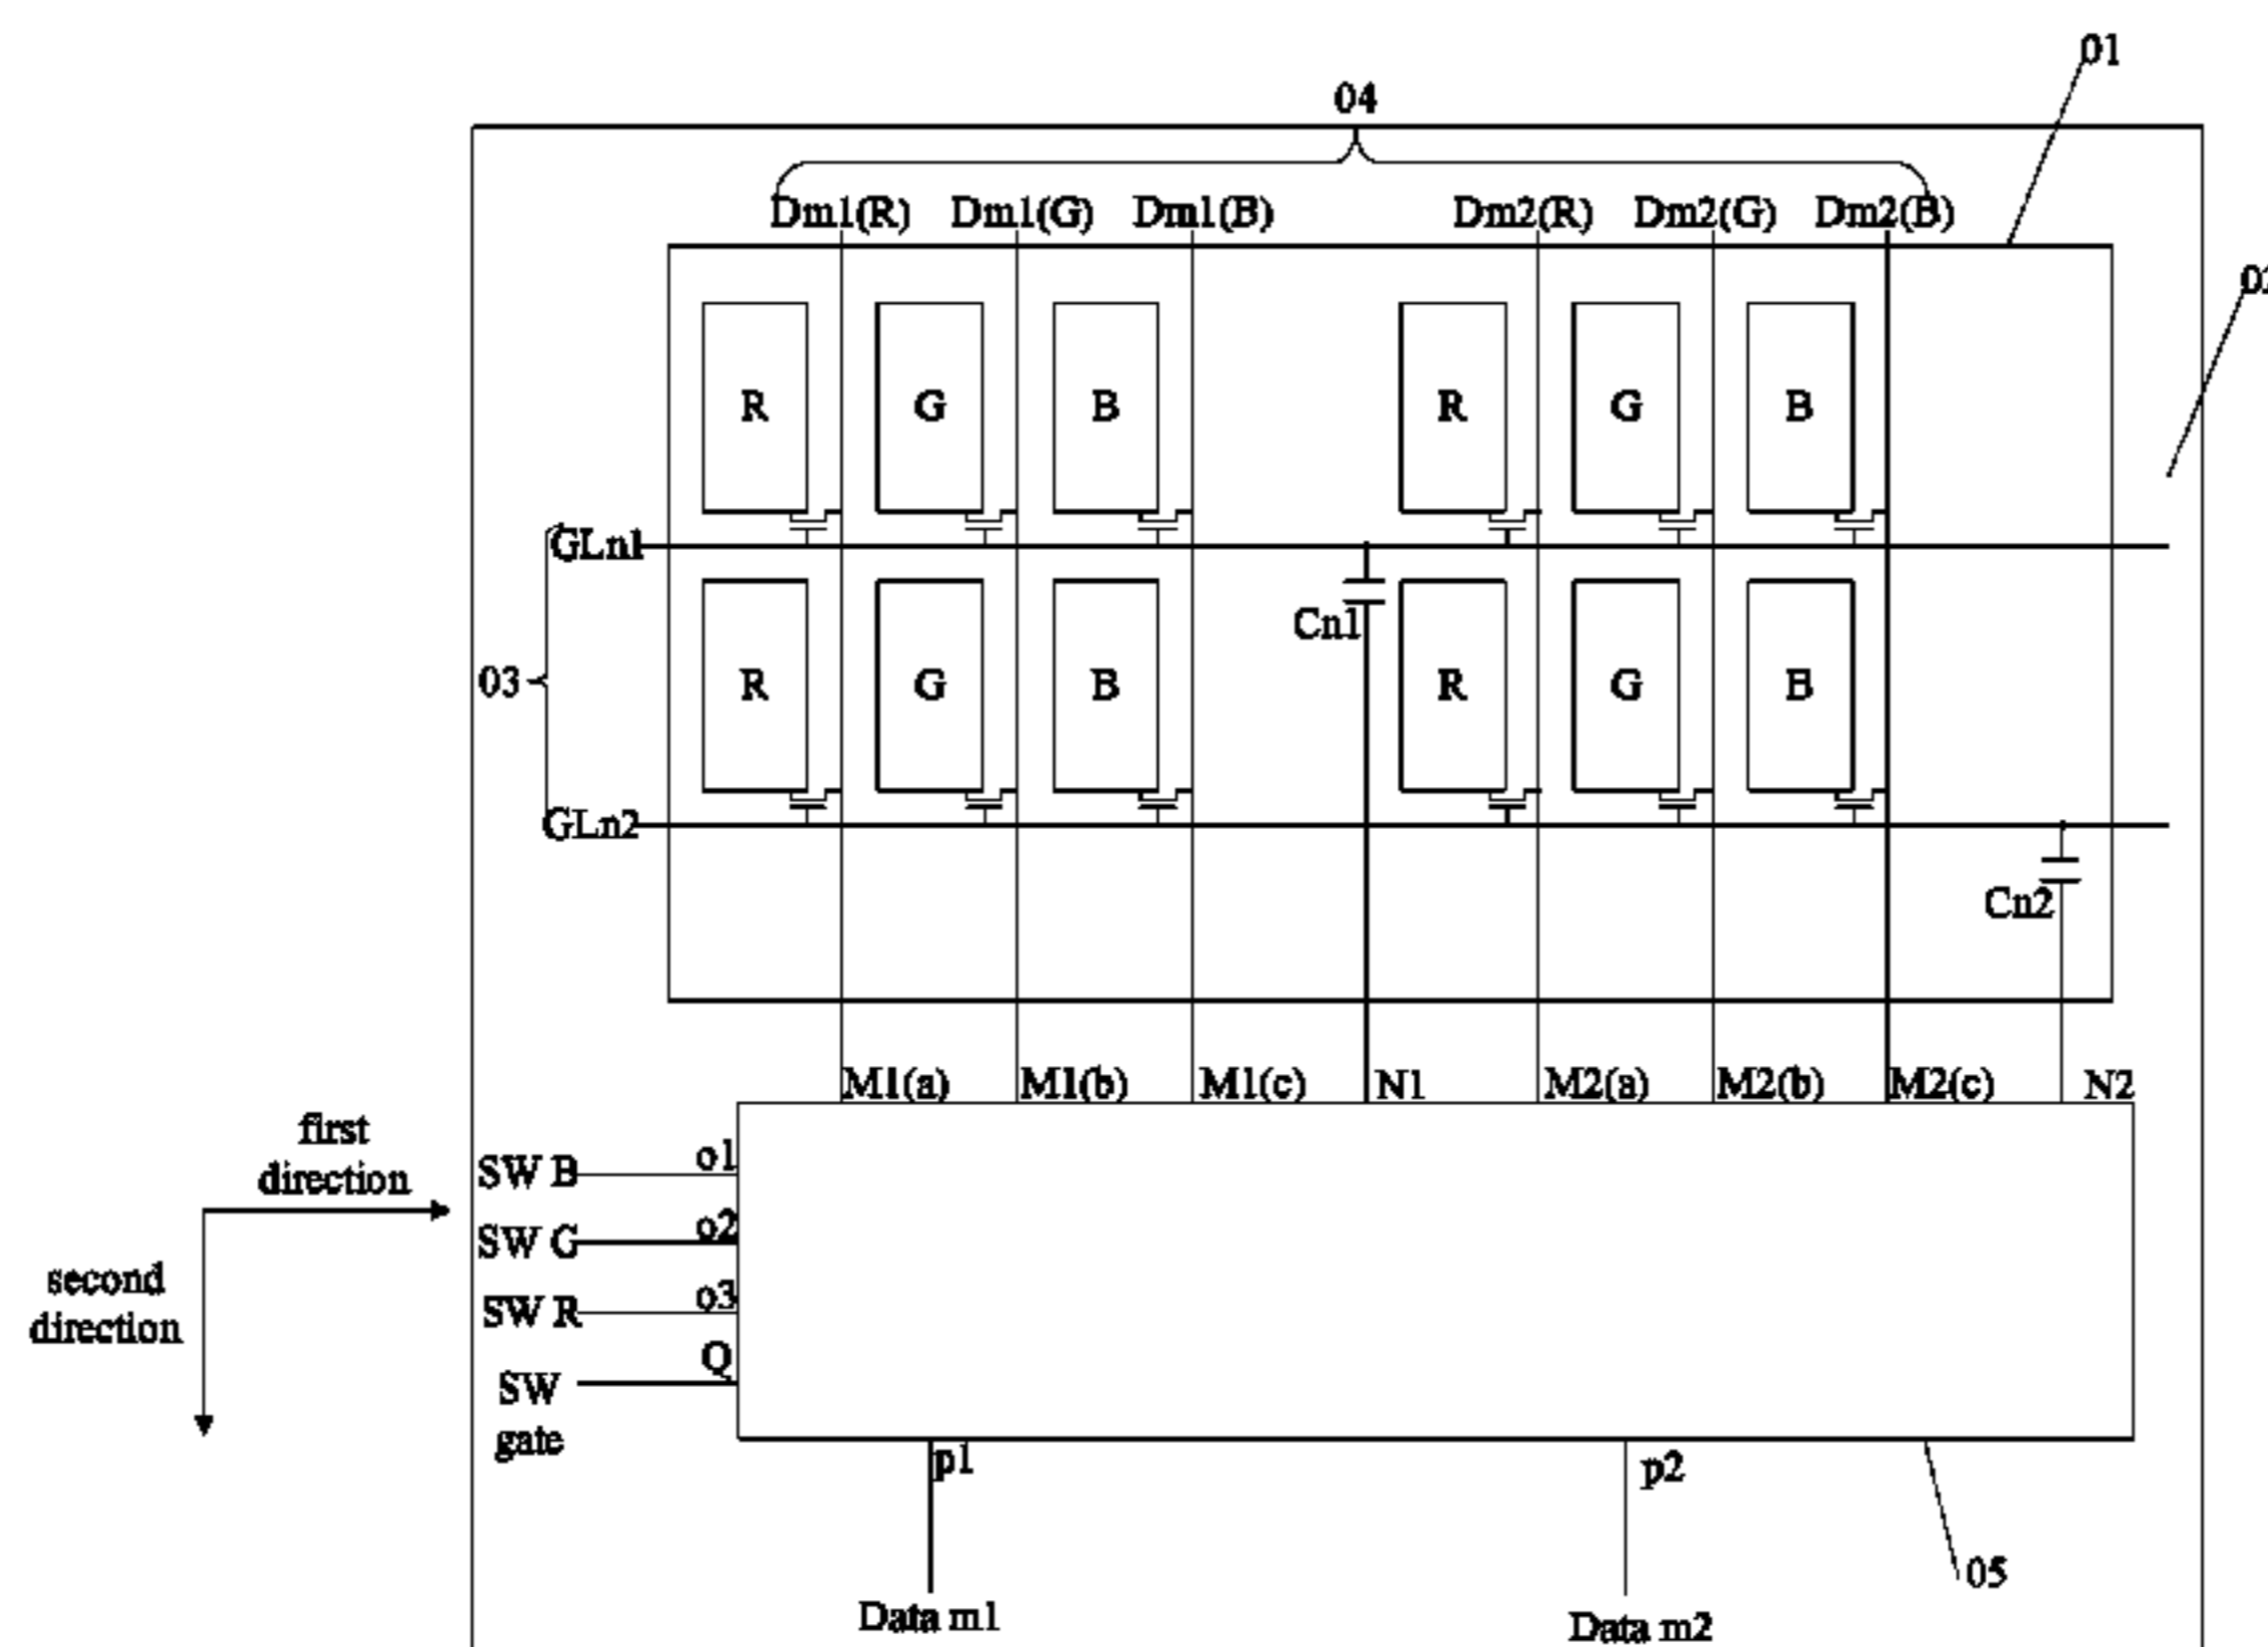 01
04
Dm1(R) Dm1(G) Dm1(B) Dm2(R) Dm2(G) Dm2(B)
R G B R G B
GLn1
Cn1
03
R G B R G B
GLn2
Cn2
M1(a) M1(b) M1(c) N1 M2(a) M2(b) M2(c) N2
first
direction
SW B o1
SW G o2
second
direction
SW R o3
Q
SW
gate
p1
p2
05
Data m1
Data m2